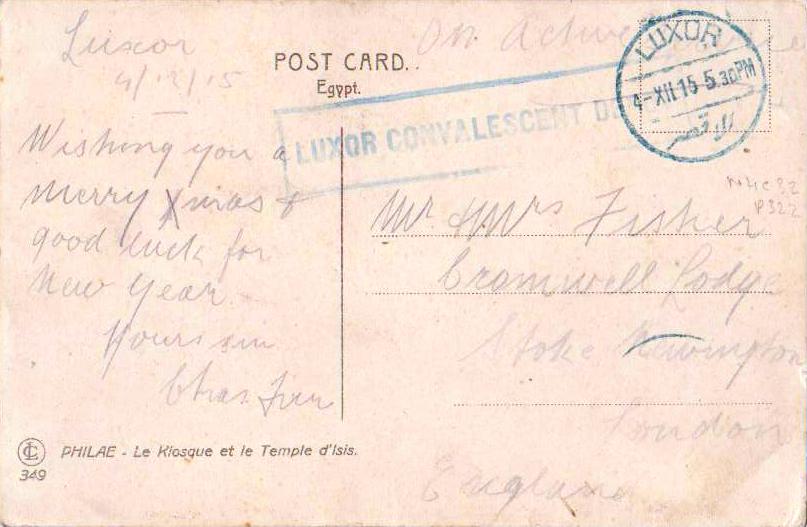 Luxor
4/12/15
On Active
POST CARD.
Egypt.
LUXOR
4-XII 15 5.30PM
الاقصر
LUXOR CONVALESCENT D
Wishing you a
Merry Xmas &
good luck for
New Year
Yours sin
Chas
Mr & Mrs Fisher
Cromwell Lodge
Stoke Newington
London
England
PHILAE - Le Kiosque et le Temple d'Isis.
349